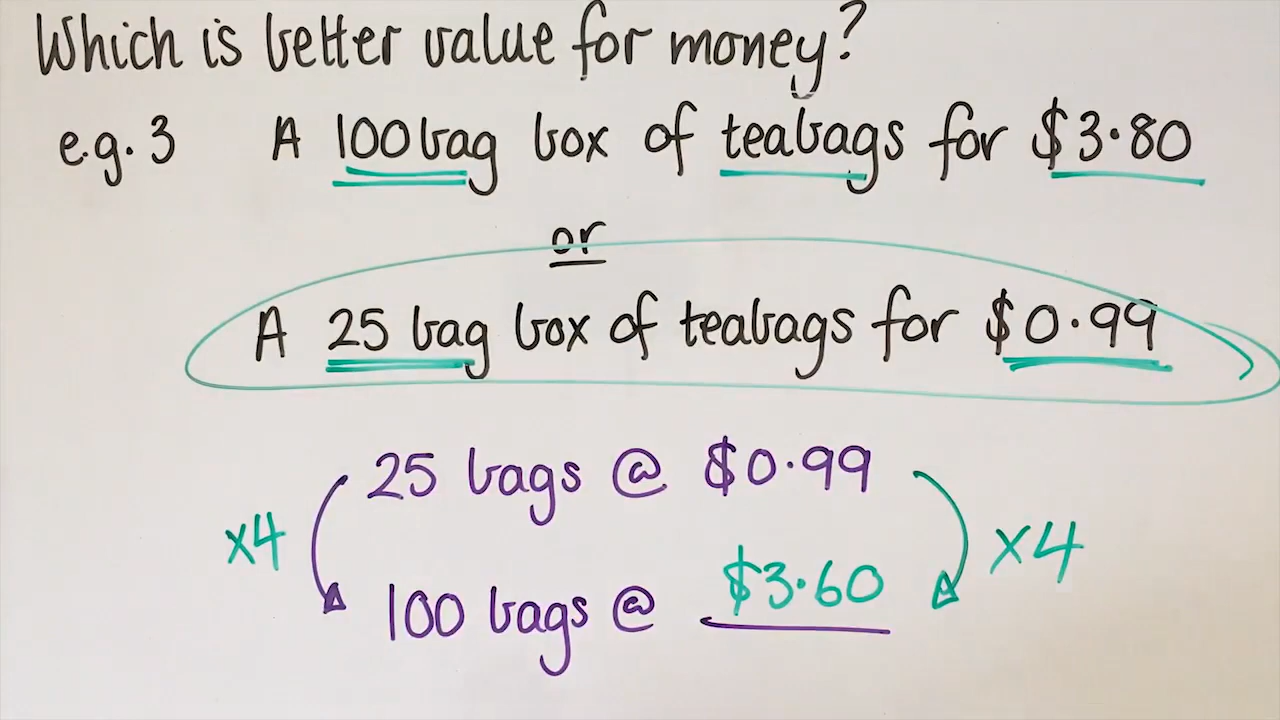 Which is better value for money?
e.g. 3 A 100 bag box of teabags for $3.80
or
A 25 bag box of teabags for $0.99
25 bags @ $0.99
x4 x4
100 bags @ $3.60